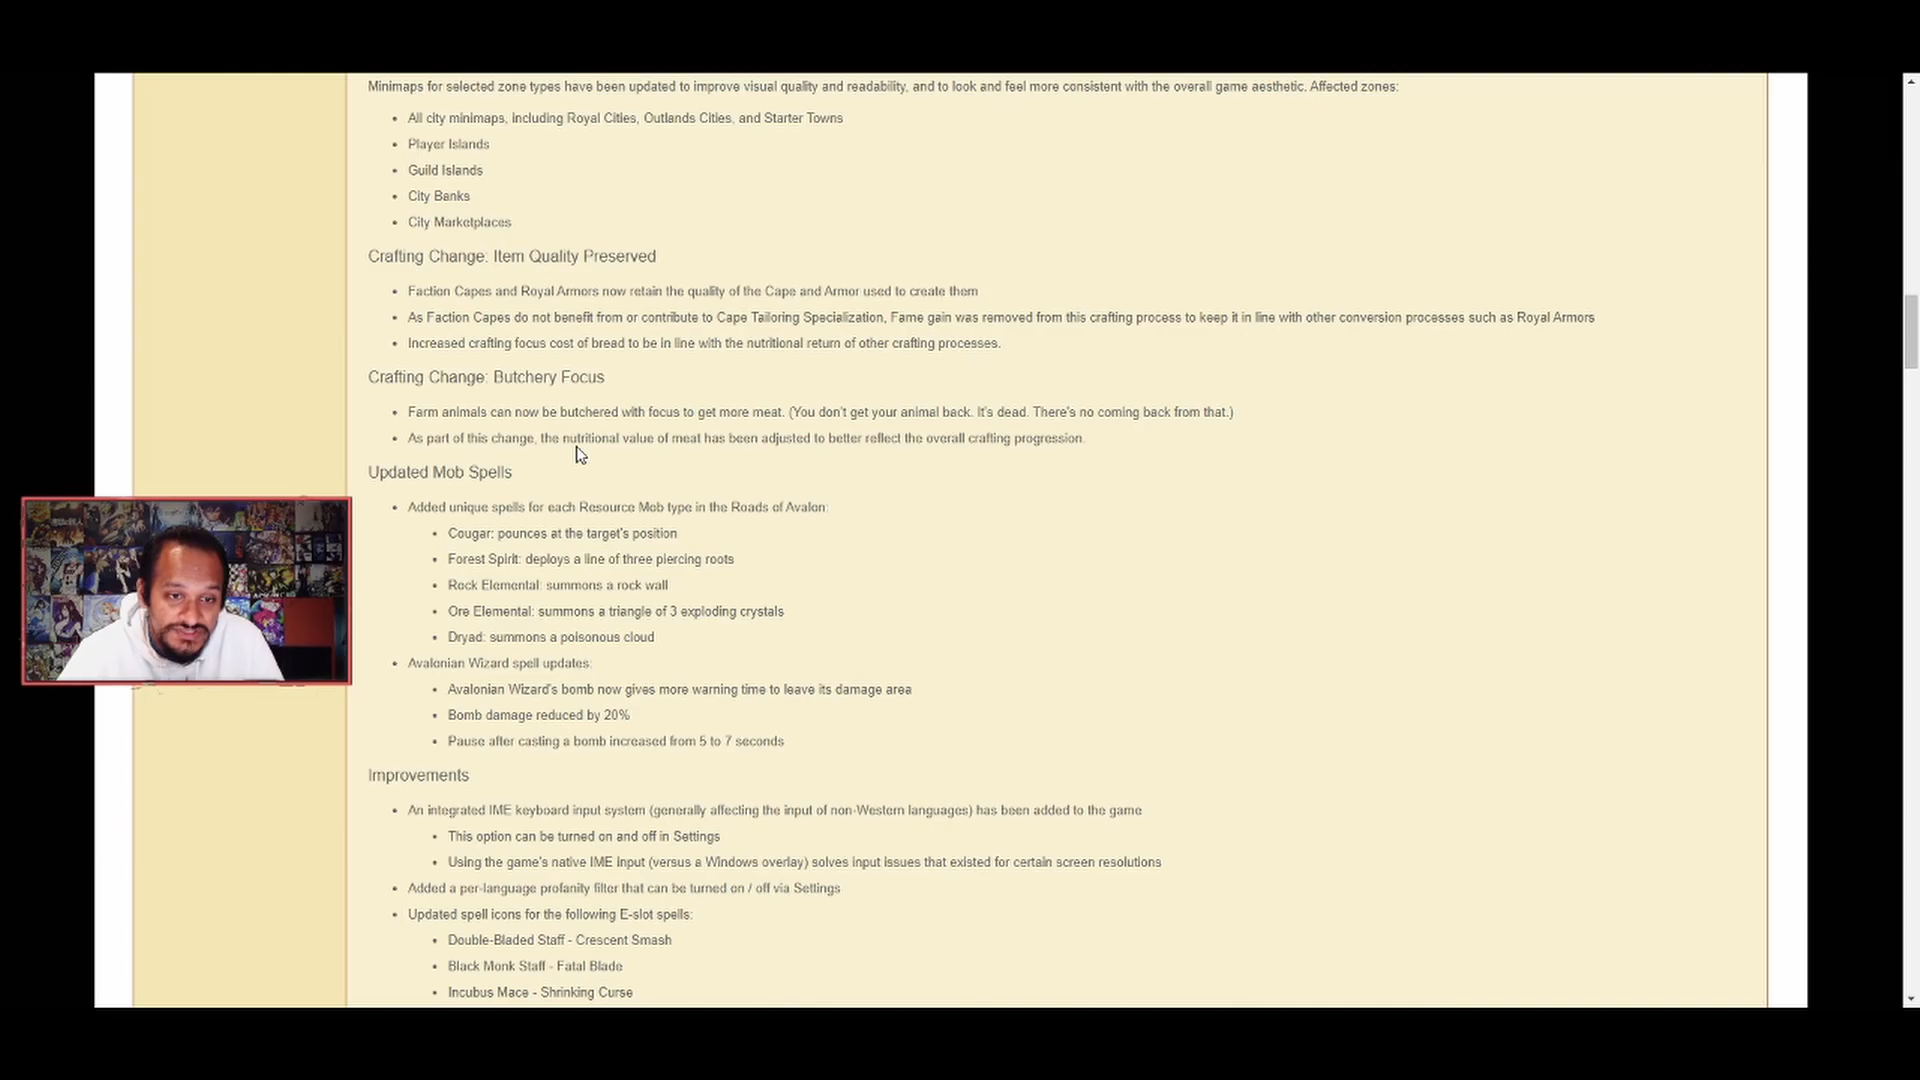 Minimaps for selected zone types have been updated to improve visual quality and readability, and to look and feel more consistent with the overall game aesthetic. Affected zones:
• All city minimaps, including Royal Cities, Outlands Cities, and Starter Towns
• Player Islands
• Guild Islands
• City Banks
• City Marketplaces
Crafting Change: Item Quality Preserved
• Faction Capes and Royal Armors now retain the quality of the Cape and Armor used to create them
• As Faction Capes do not benefit from or contribute to Cape Tailoring Specialization, Fame gain was removed from this crafting process to keep it in line with other conversion processes such as Royal Armors
• Increased crafting focus cost of bread to be in line with the nutritional return of other crafting processes.
Crafting Change: Butchery Focus
• Farm animals can now be butchered with focus to get more meat. (You don't get your animal back. It's dead. There's no coming back from that.)
• As part of this change, the nutritional value of meat has been adjusted to better reflect the overall crafting progression.
Updated Mob Spells
• Added unique spells for each Resource Mob type in the Roads of Avalon:
• Cougar: pounces at the target's position
• Forest Spirit: deploys a line of three piercing roots
• Rock Elemental: summons a rock wall
• Ore Elemental: summons a triangle of 3 exploding crystals
• Dryad: summons a poisonous cloud
• Avalonian Wizard spell updates:
• Avalonian Wizard's bomb now gives more warning time to leave its damage area
• Bomb damage reduced by 20%
• Pause after casting a bomb increased from 5 to 7 seconds
Improvements
• An integrated IME keyboard input system (generally affecting the input of non-Western languages) has been added to the game
• This option can be turned on and off in Settings
• Using the game's native IME input (versus a Windows overlay) solves input issues that existed for certain screen resolutions
• Added a per-language profanity filter that can be turned on / off via Settings
• Updated spell icons for the following E-slot spells:
• Double-Bladed Staff - Crescent Smash
• Black Monk Staff - Fatal Blade
• Incubus Mace - Shrinking Curse